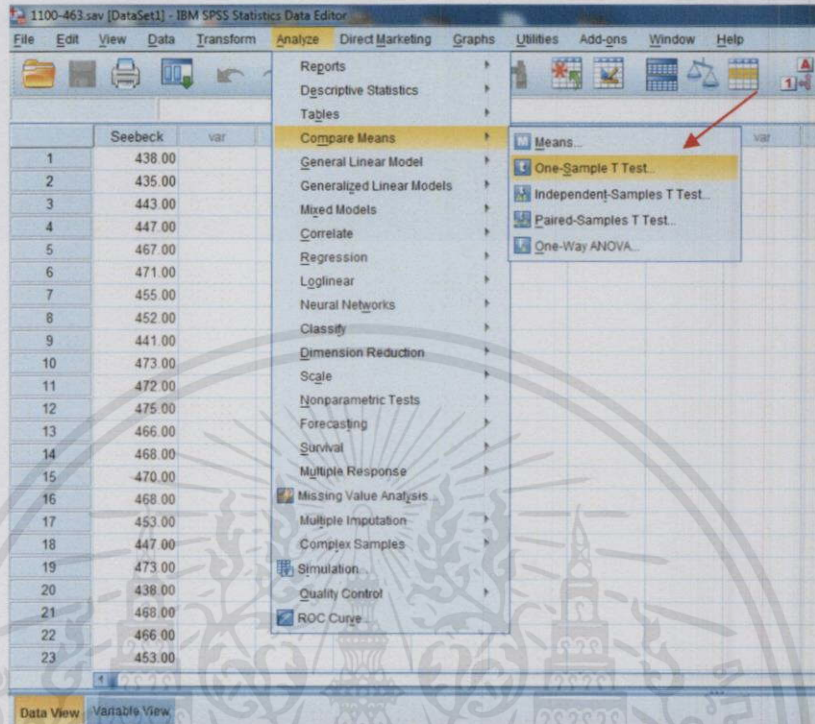 1100-463.sav [DataSet1] - IBM SPSS Statistics Data Editor
File Edit View Data Transform Analyze Direct Marketing Graphs Utilities Add-ons Window Help
Reports
Descriptive Statistics
Tables
Compare Means
General Linear Model
Generalized Linear Models
Mixed Models
Correlate
Regression
Loglinear
Neural Networks
Classify
Dimension Reduction
Scale
Nonparametric Tests
Forecasting
Survival
Multiple Response
Missing Value Analysis...
Multiple Imputation
Complex Samples
Simulation...
Quality Control
ROC Curve...
Means...
One-Sample T Test...
Independent-Samples T Test...
Paired-Samples T Test...
One-Way ANOVA...
Seebeck var var
1 438.00
2 435.00
3 443.00
4 447.00
5 467.00
6 471.00
7 455.00
8 452.00
9 441.00
10 473.00
11 472.00
12 475.00
13 466.00
14 468.00
15 470.00
16 468.00
17 453.00
18 447.00
19 473.00
20 438.00
21 468.00
22 466.00
23 453.00
Data View Variable View